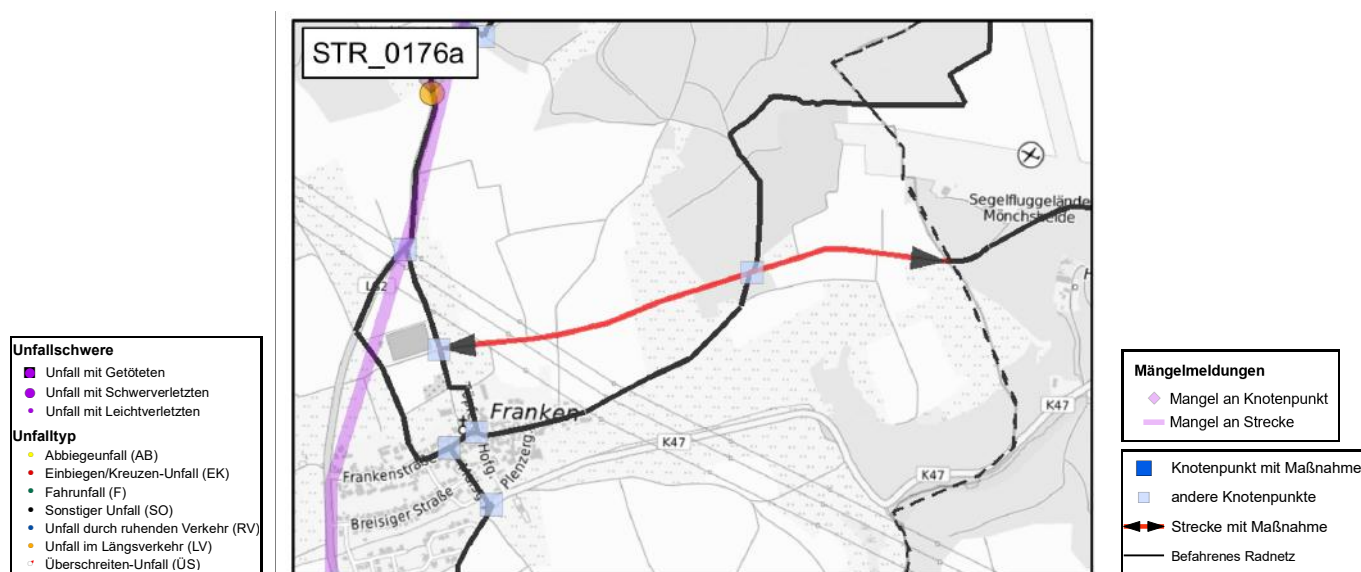 STR_0176a
Segelfluggelände
Mönchsheide
L82
K47
K47
K47
Franken
Hofg
Plenzerg.
Frankenstraße
Breisiger Straße
Unfallschwere
Unfall mit Getöteten
Unfall mit Schwerverletzten
Unfall mit Leichtverletzten
Unfalltyp
Abbiegeunfall (AB)
Einbiegen/Kreuzen-Unfall (EK)
Fahrunfall (F)
Sonstiger Unfall (SO)
Unfall durch ruhenden Verkehr (RV)
Unfall im Längsverkehr (LV)
Überschreiten-Unfall (ÜS)
Mängelmeldungen
Mangel an Knotenpunkt
Mangel an Strecke
Knotenpunkt mit Maßnahme
andere Knotenpunkte
Strecke mit Maßnahme
Befahrenes Radnetz